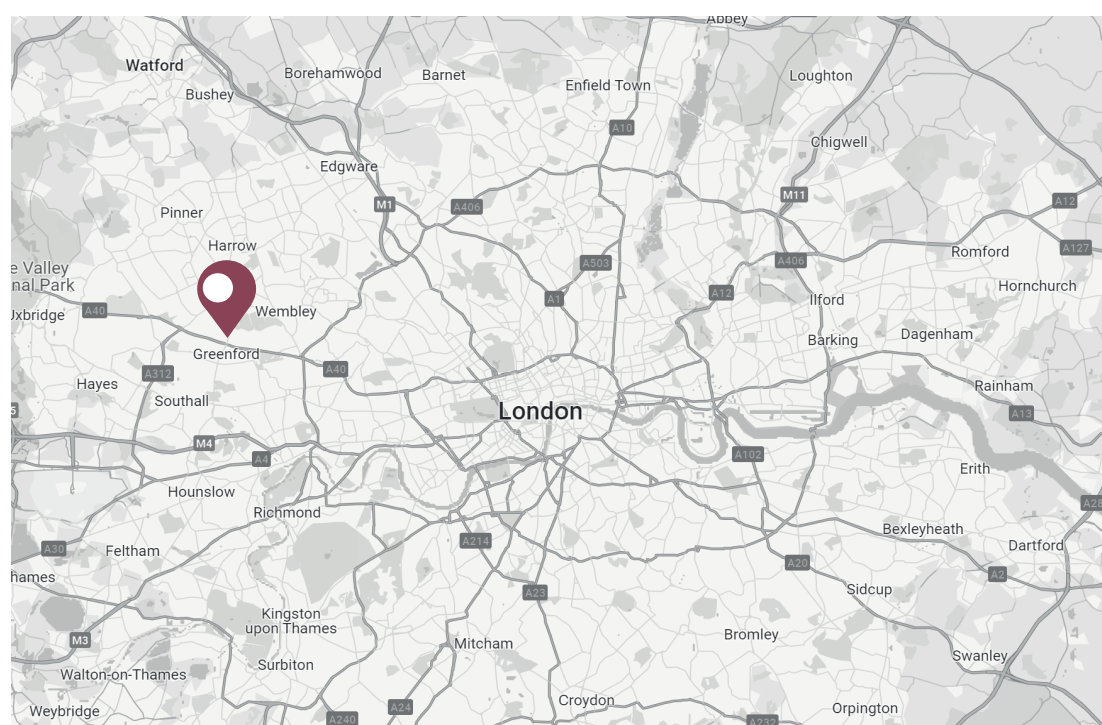 Abbey
Watford
Borehamwood
Barnet
Loughton
Enfield Town
Bushey
A10
Chigwell
Edgware
M11
A12
M1
A406
Pinner
Harrow
A127
Romford
A503
A406
e Valley
nal Park
Hornchurch
A12
A1
Ilford
A40
Wembley
Uxbridge
Dagenham
Barking
Greenford
A40
A312
Hayes
Rainham
Southall
London
5
A13
M4
A102
A4
Erith
Hounslow
A28
Richmond
Bexleyheath
A214
Dartford
A30
Feltham
A20
A2
hames
Sidcup
A23
Kingston
upon Thames
Bromley
M3
Mitcham
Swanley
Surbiton
Walton-on-Thames
Croydon
A24
Orpington
Weybridge
A240
A232